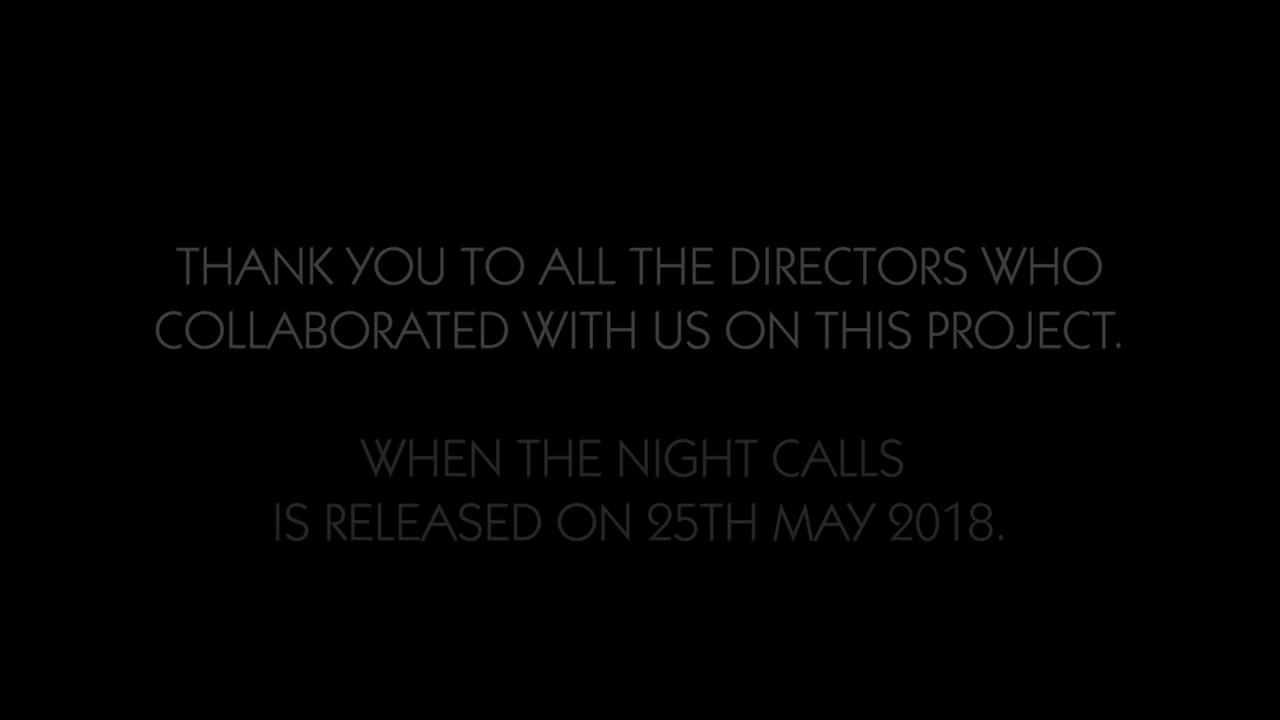 THANK YOU TO ALL THE DIRECTORS WHO
COLLABORATED WITH US ON THIS PROJECT.
WHEN THE NIGHT CALLS
IS RELEASED ON 25TH MAY 2018.